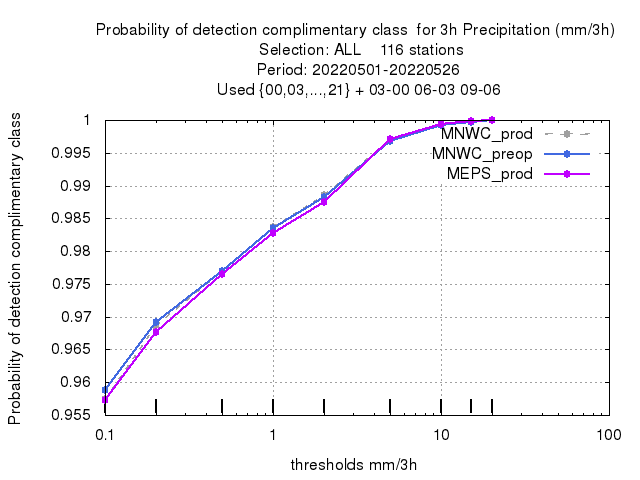 Probability of detection complimentary class for 3h Precipitation (mm/3h)
Selection: ALL 116 stations
Period: 20220501-20220526
Used {00,03,...,21} + 03-00 06-03 09-06
Probability of detection complimentary class
1
0.995
0.99
0.985
0.98
0.975
0.97
0.965
0.96
0.955
MNWC_prod
MNWC_preop
MEPS_prod
0.1
1
10
100
thresholds mm/3h